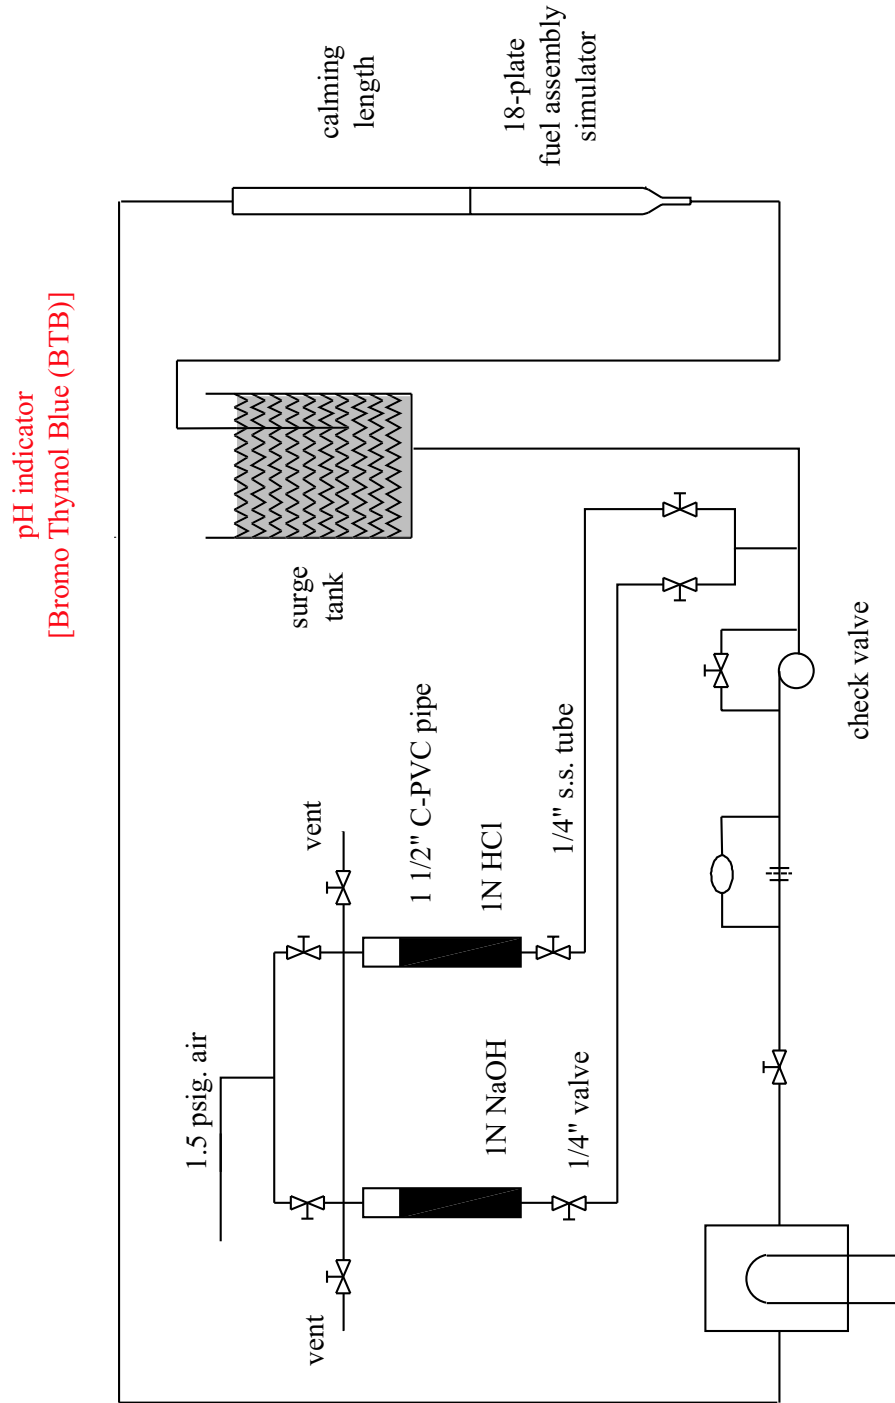 pH indicator
[Bromo Thymol Blue (BTB)]
calming
length
18-plate
fuel assembly
simulator
surge
tank
1.5 psig. air
vent
vent
1 1/2" C-PVC pipe
1N HCl
1N NaOH
1/4" s.s. tube
1/4" valve
check valve